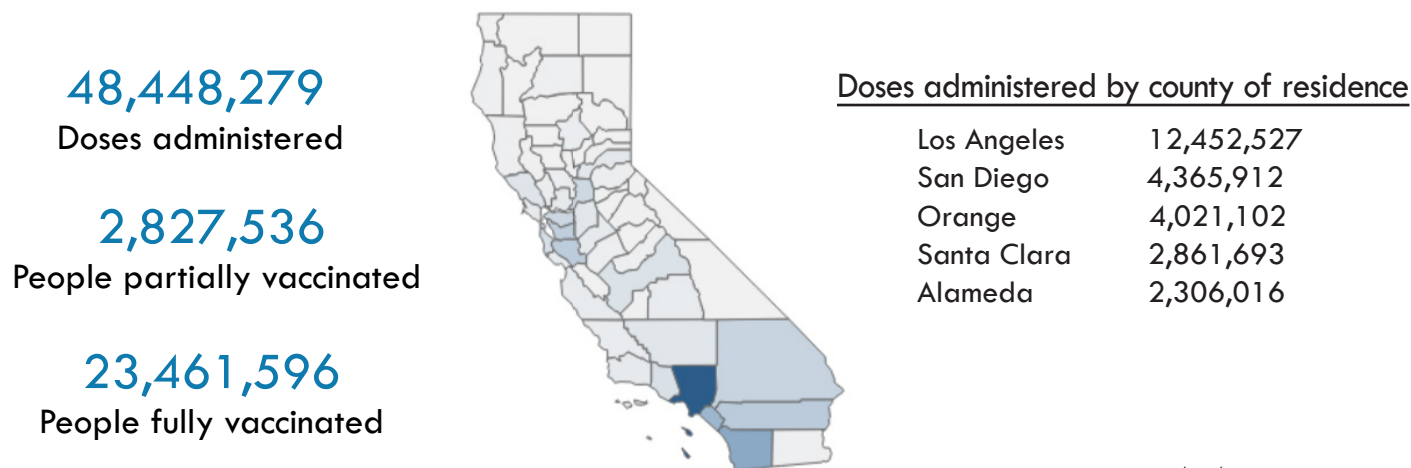 48,448,279
Doses administered
2,827,536
People partially vaccinated
23,461,596
People fully vaccinated
Doses administered by county of residence
Los Angeles 12,452,527
San Diego 4,365,912
Orange 4,021,102
Santa Clara 2,861,693
Alameda 2,306,016